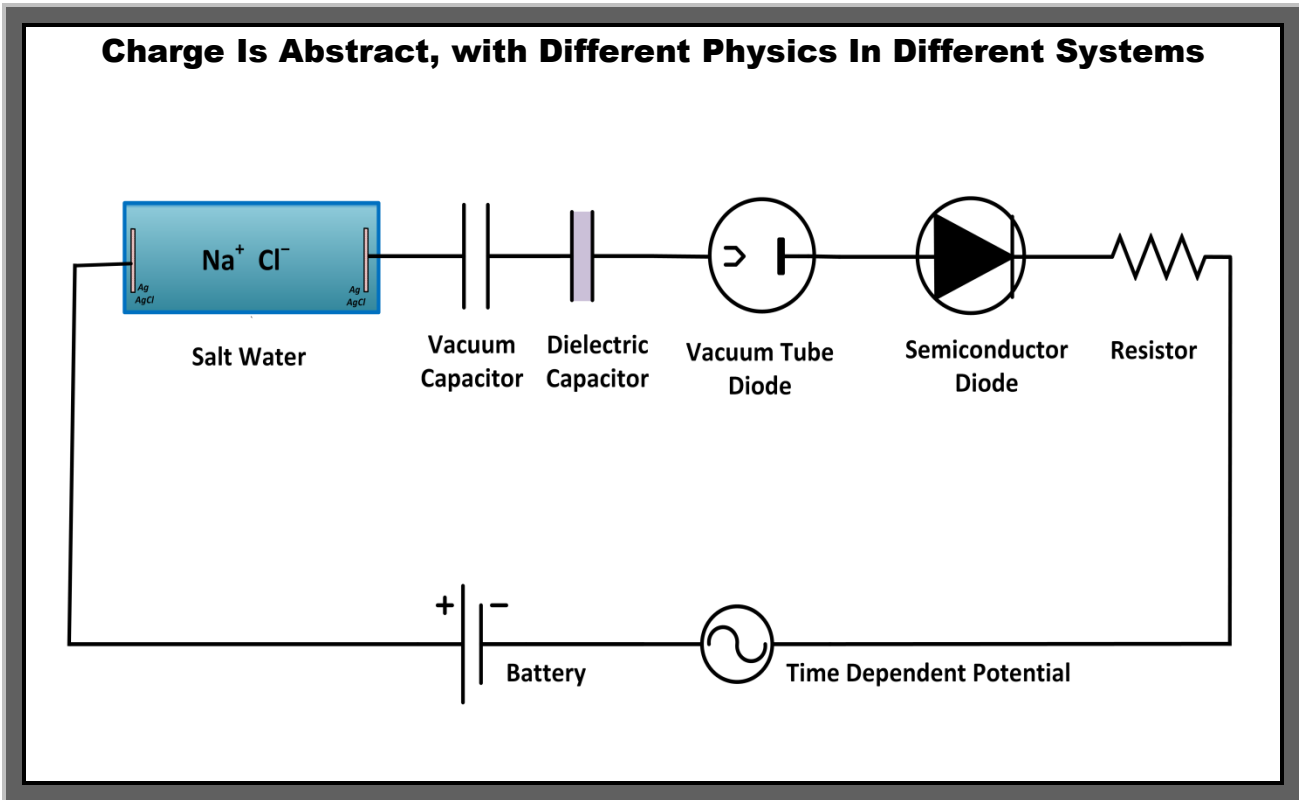 Charge Is Abstract, with Different Physics In Different Systems
Na⁺ Cl⁻
Ag
AgCl
Ag
AgCl
Salt Water
Vacuum
Capacitor
Dielectric
Capacitor
Vacuum Tube
Diode
Semiconductor
Diode
Resistor
+ −
Battery
Time Dependent Potential